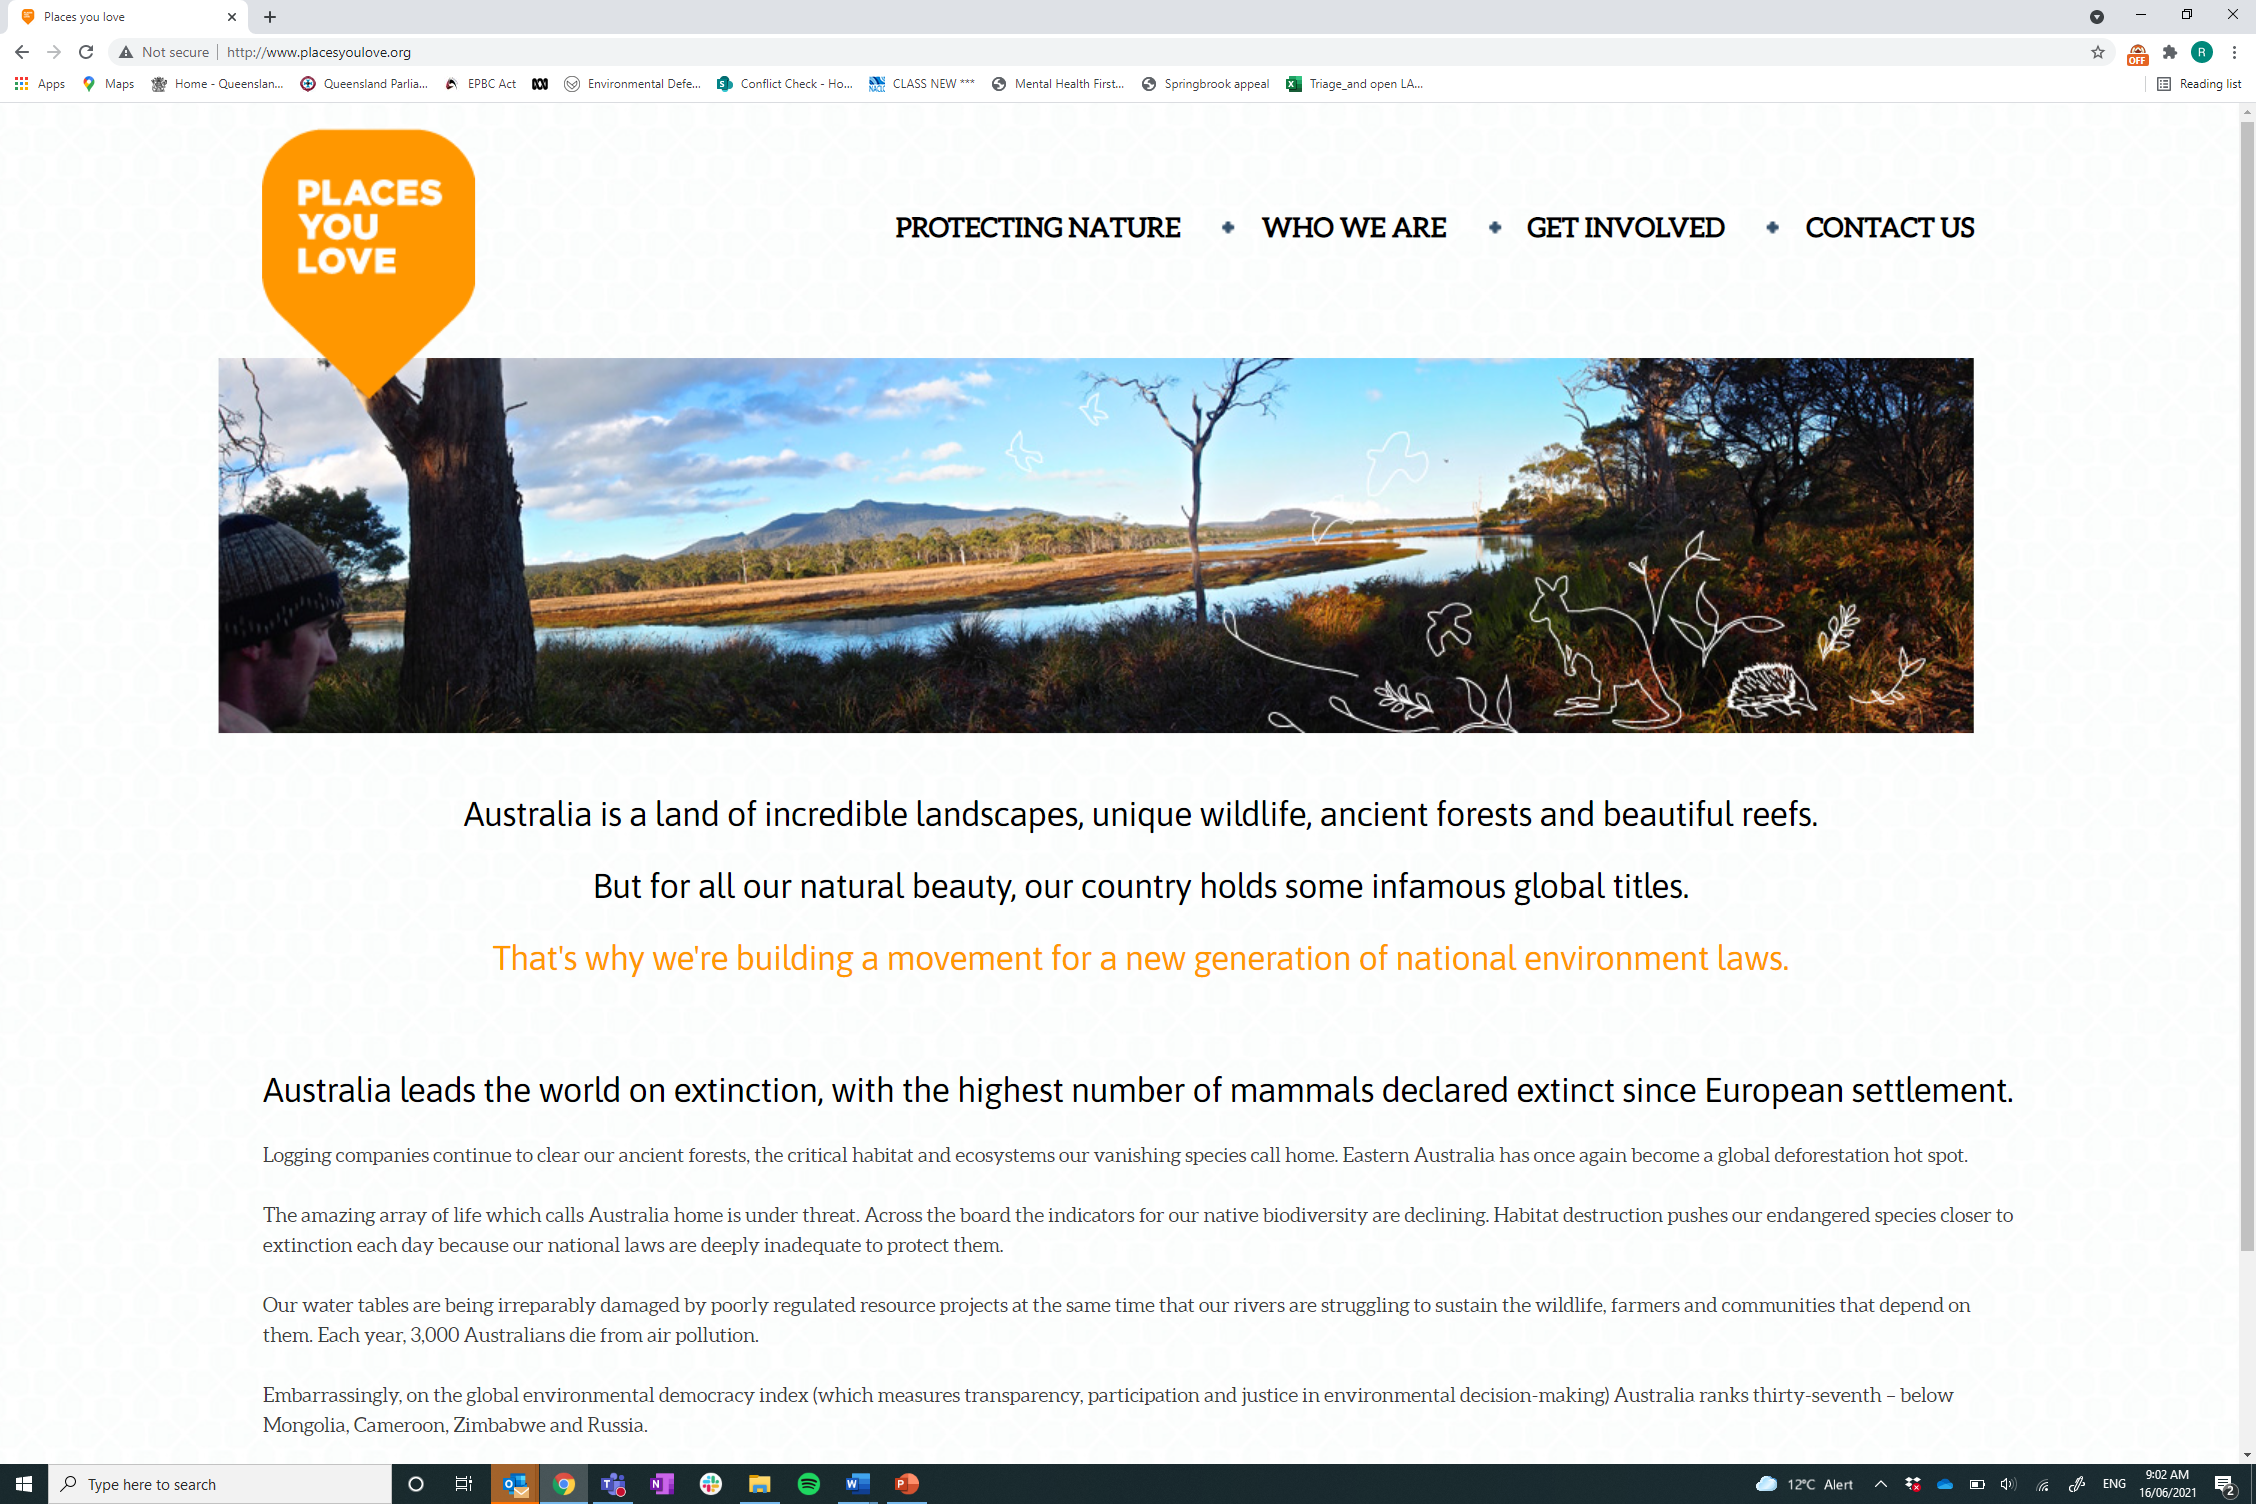 Places you love
Not secure
http://www.placesyoulove.org
OFF
R
Apps
Maps
Home - Queenslan...
Queensland Parlia...
EPBC Act
Environmental Defe...
Conflict Check - Ho...
CLASS NEW ***
Mental Health First...
Springbrook appeal
Triage_and open LA...
Reading list
PLACES
YOU
LOVE
PROTECTING NATURE
WHO WE ARE
GET INVOLVED
CONTACT US
Australia is a land of incredible landscapes, unique wildlife, ancient forests and beautiful reefs.
But for all our natural beauty, our country holds some infamous global titles.
That's why we're building a movement for a new generation of national environment laws.
Australia leads the world on extinction, with the highest number of mammals declared extinct since European settlement.
Logging companies continue to clear our ancient forests, the critical habitat and ecosystems our vanishing species call home. Eastern Australia has once again become a global deforestation hot spot.
The amazing array of life which calls Australia home is under threat. Across the board the indicators for our native biodiversity are declining. Habitat destruction pushes our endangered species closer to
extinction each day because our national laws are deeply inadequate to protect them.
Our water tables are being irreparably damaged by poorly regulated resource projects at the same time that our rivers are struggling to sustain the wildlife, farmers and communities that depend on
them. Each year, 3,000 Australians die from air pollution.
Embarrassingly, on the global environmental democracy index (which measures transparency, participation and justice in environmental decision-making) Australia ranks thirty-seventh – below
Mongolia, Cameroon, Zimbabwe and Russia.
Type here to search
12°C Alert
ENG
9:02 AM
16/06/2021
2